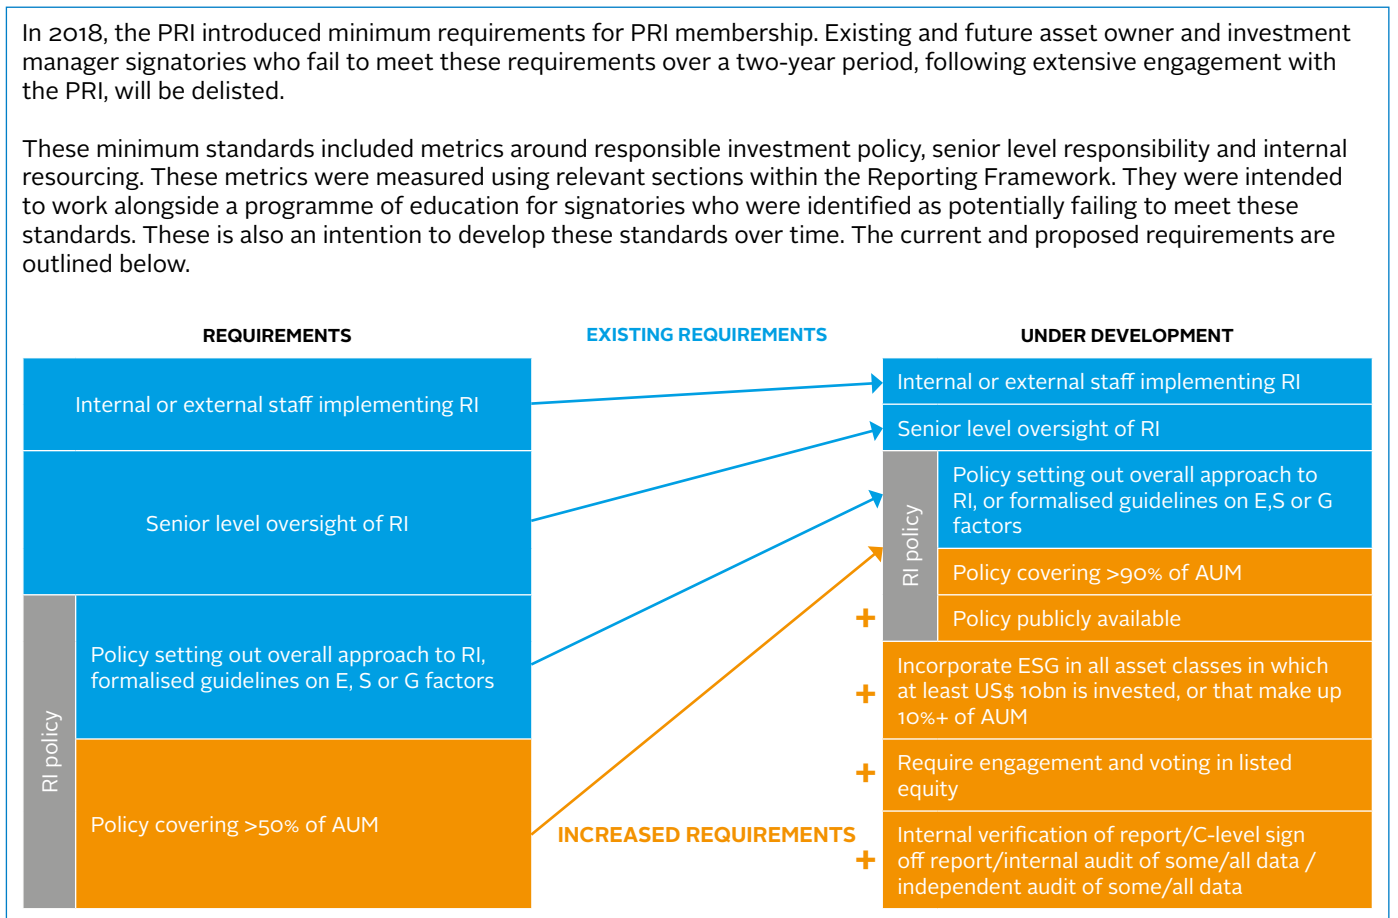 In 2018, the PRI introduced minimum requirements for PRI membership. Existing and future asset owner and investment
manager signatories who fail to meet these requirements over a two-year period, following extensive engagement with
the PRI, will be delisted.
These minimum standards included metrics around responsible investment policy, senior level responsibility and internal
resourcing. These metrics were measured using relevant sections within the Reporting Framework. They were intended
to work alongside a programme of education for signatories who were identified as potentially failing to meet these
standards. These is also an intention to develop these standards over time. The current and proposed requirements are
outlined below.
REQUIREMENTS
Internal or external staff implementing RI
Senior level oversight of RI
RI policy
Policy setting out overall approach to RI,
formalised guidelines on E, S or G factors
Policy covering >50% of AUM
EXISTING REQUIREMENTS
INCREASED REQUIREMENTS
UNDER DEVELOPMENT
Internal or external staff implementing RI
Senior level oversight of RI
RI policy
Policy setting out overall approach to
RI, or formalised guidelines on E,S or G
factors
Policy covering >90% of AUM
+
Policy publicly available
+
Incorporate ESG in all asset classes in which
at least US$ 10bn is invested, or that make up
10%+ of AUM
+
Require engagement and voting in listed
equity
+
Internal verification of report/C-level sign
off report/internal audit of some/all data /
independent audit of some/all data